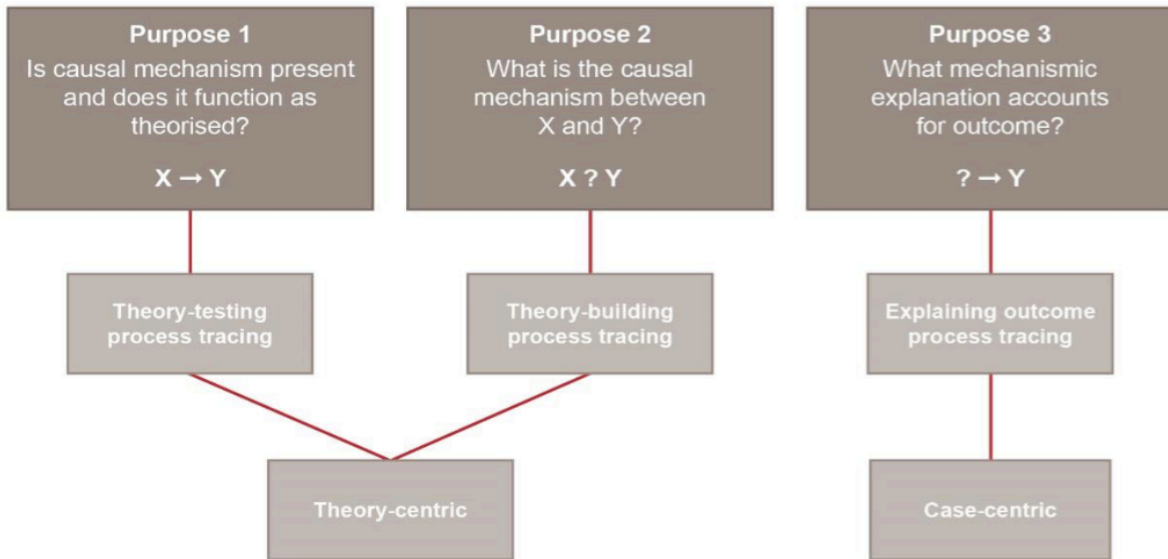 Purpose 1
Is causal mechanism present
and does it function as
theorised?
X → Y
Purpose 2
What is the causal
mechanism between
X and Y?
X ? Y
Purpose 3
What mechanismic
explanation accounts
for outcome?
? → Y
Theory-testing
process tracing
Theory-building
process tracing
Explaining outcome
process tracing
Theory-centric
Case-centric